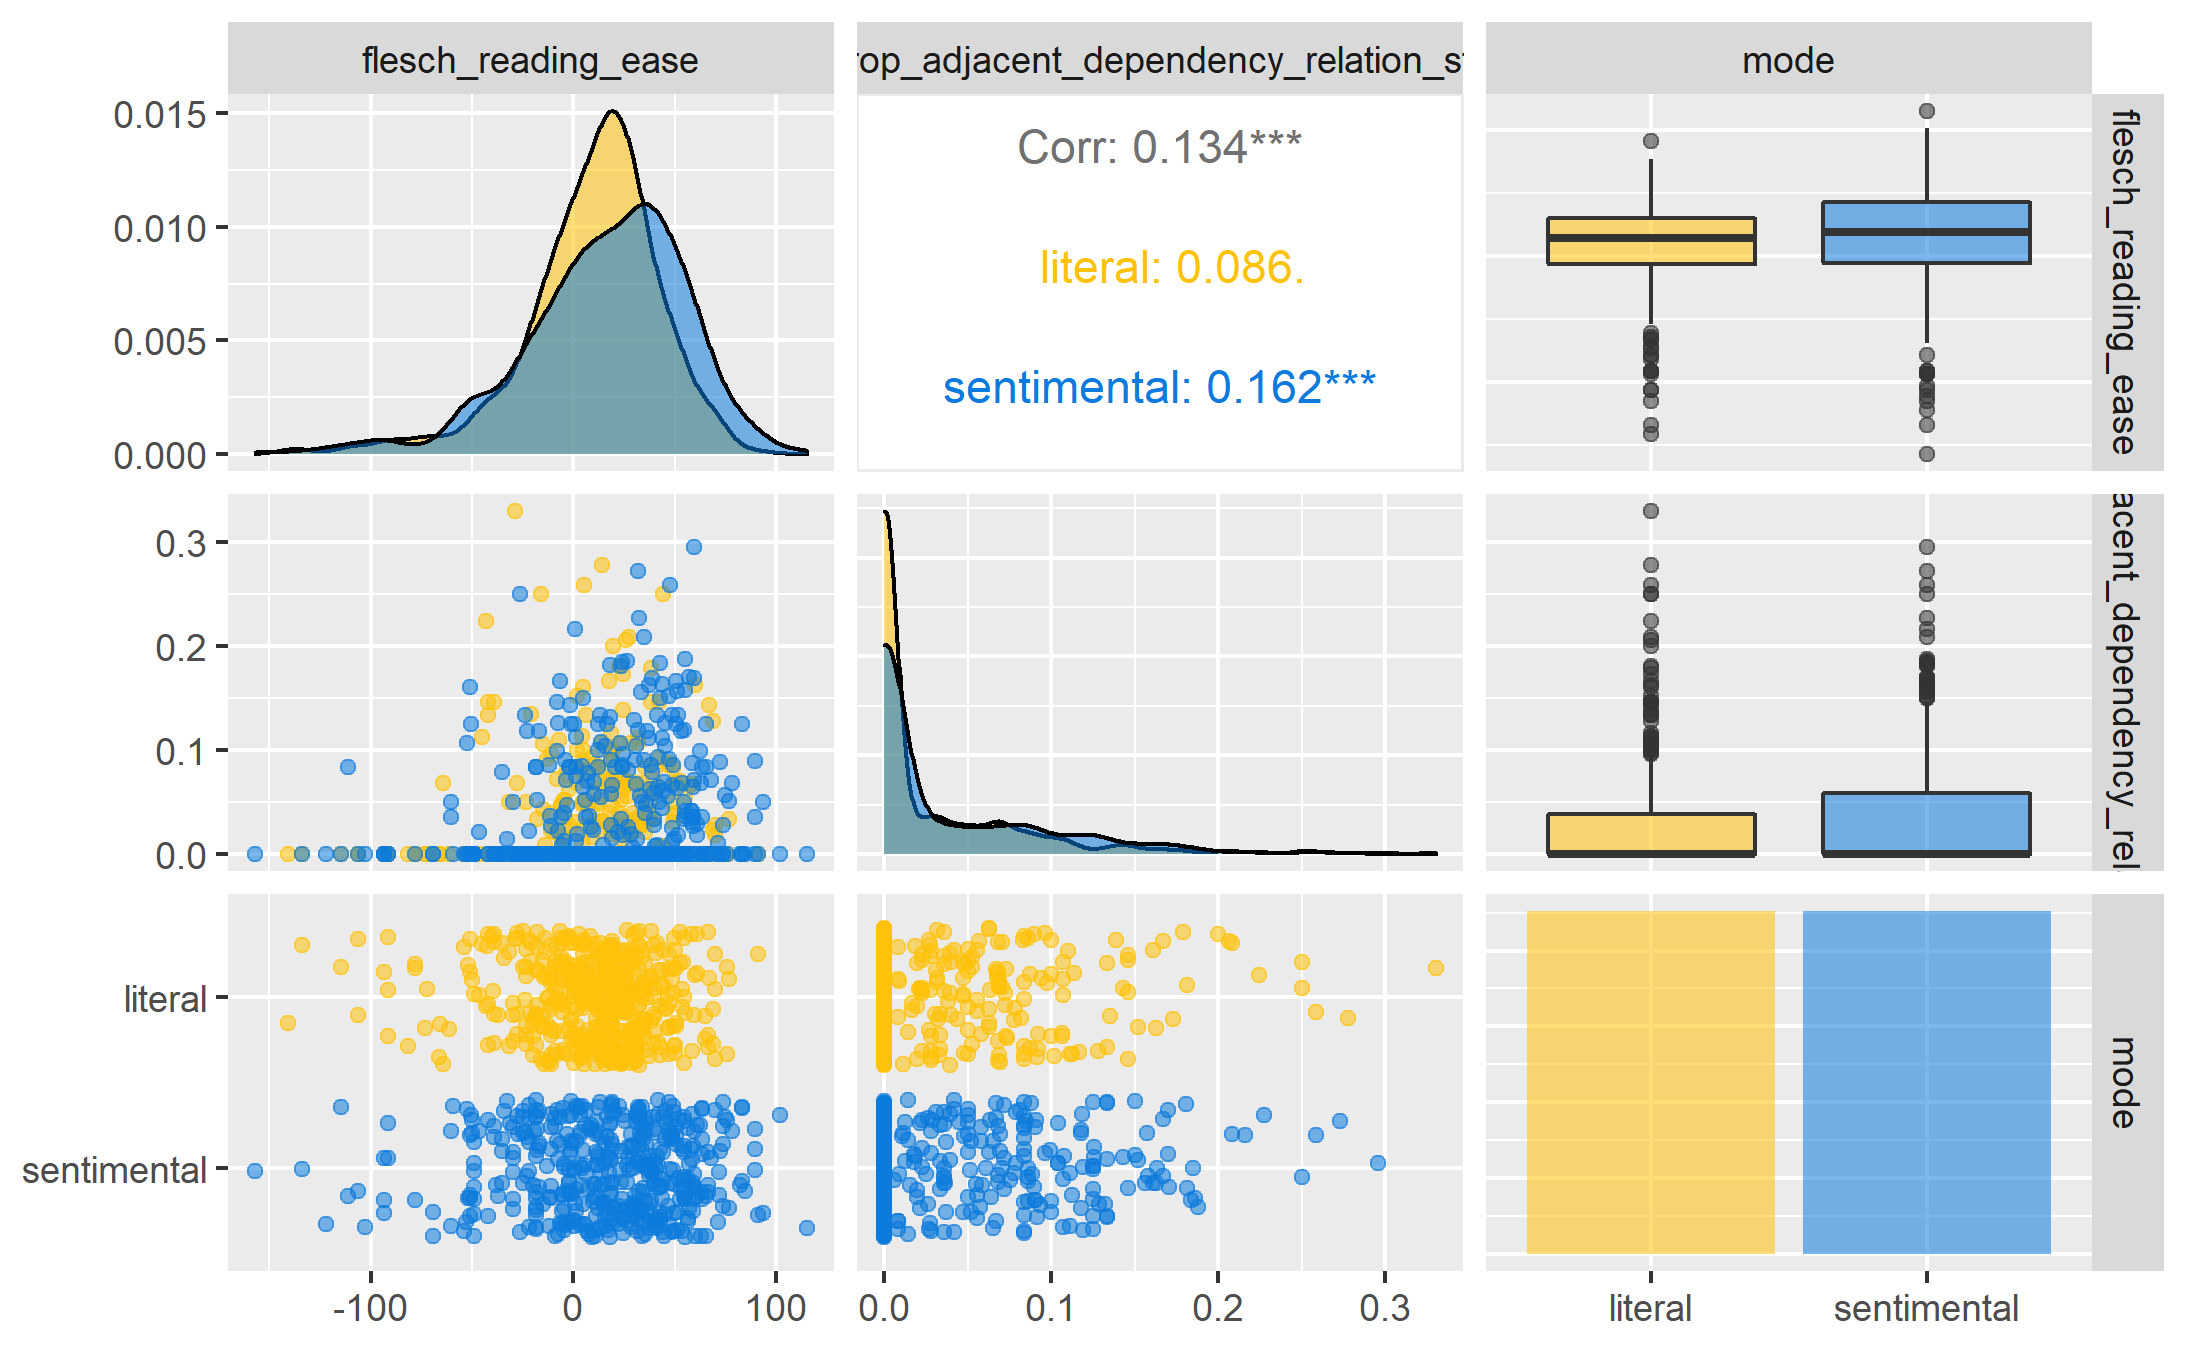 flesch_reading_ease
rop_adjacent_dependency_relation_s
mode
0.015
0.010
0.005
0.000
Corr: 0.134***
literal: 0.086.
sentimental: 0.162***
flesch_reading_ease
0.3
0.2
0.1
0.0
acent_dependency_rel
literal
sentimental
mode
-100
0
100
0.0
0.1
0.2
0.3
literal
sentimental